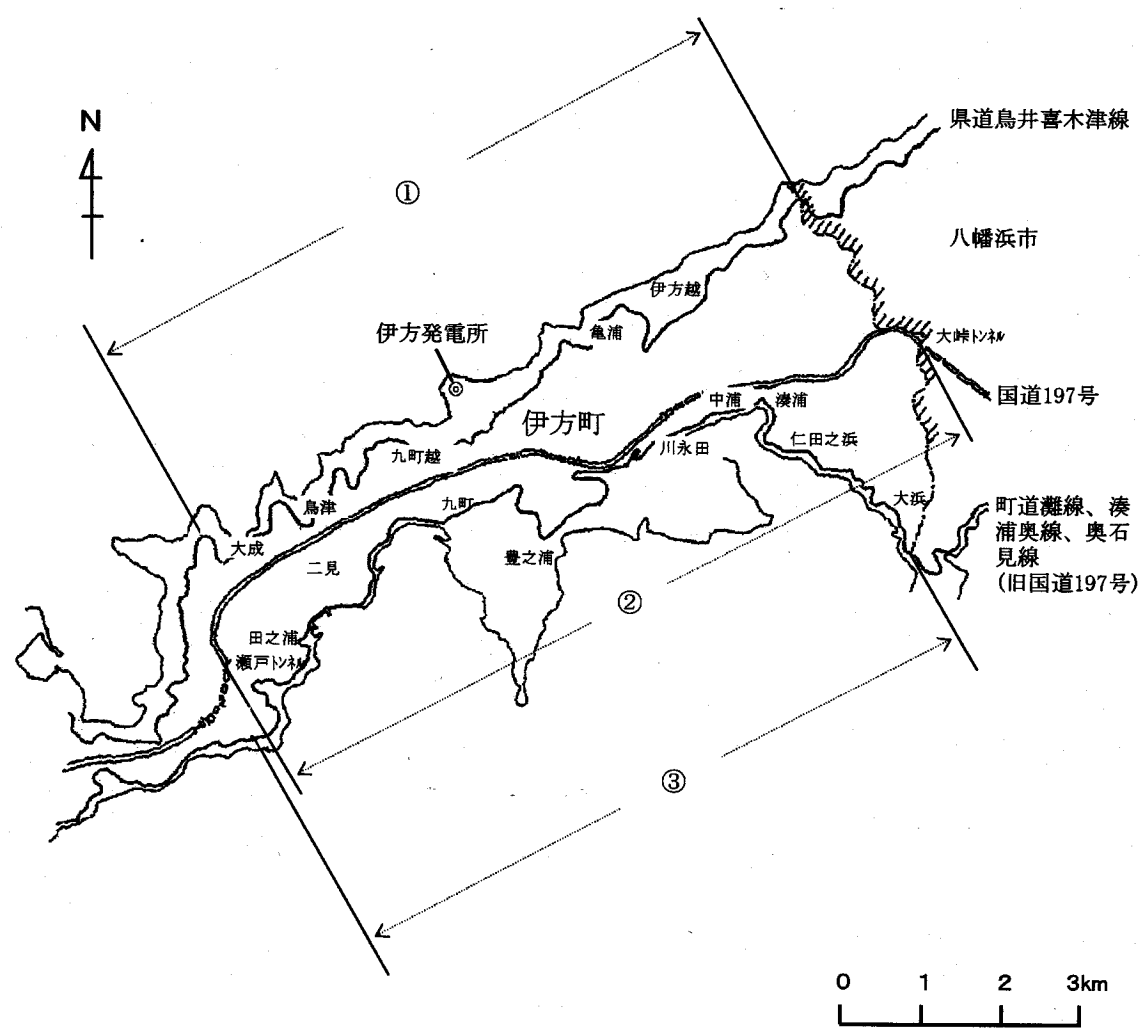 N
県道鳥井喜木津線
①
八幡浜市
伊方越
伊方発電所
亀浦
大峠トンネル
国道197号
中浦
湊浦
伊方町
仁田之浜
川永田
九町越
大浜
鳥津
九町
町道灘線、湊
浦奥線、奥石
見線
(旧国道197号)
大成
二見
豊之浦
②
田之浦
瀬戸トンネル
③
0 1 2 3km